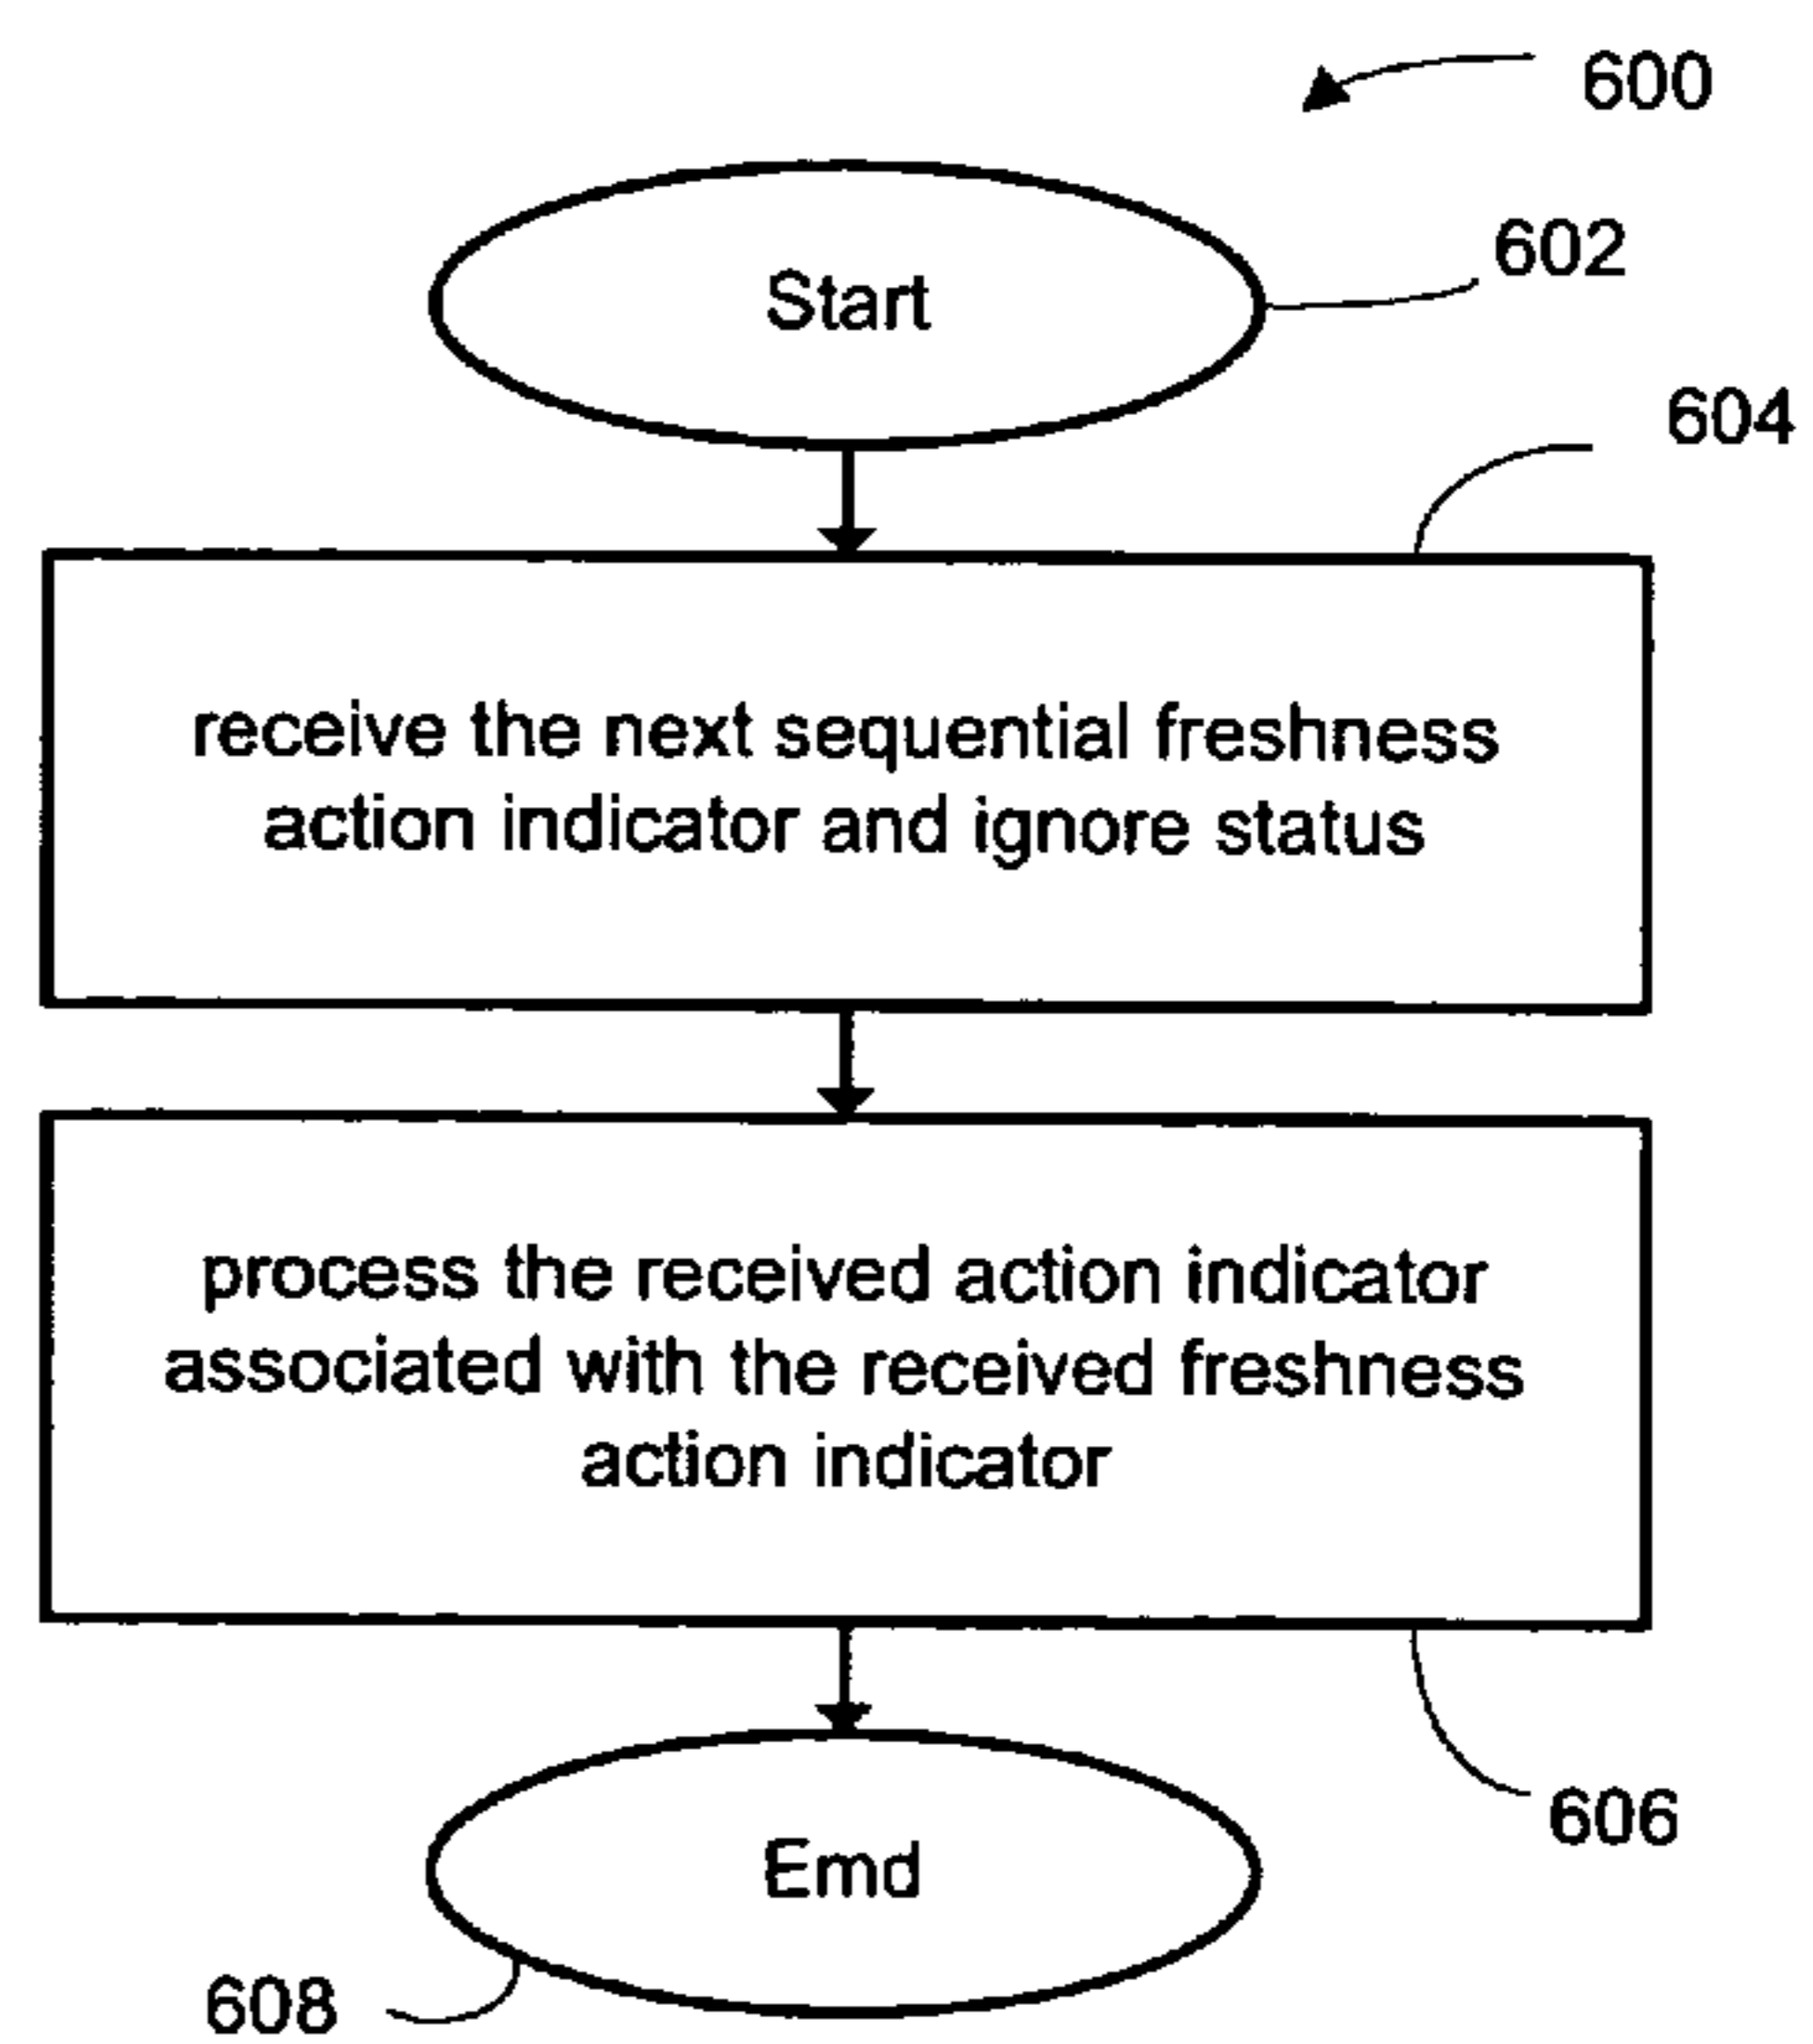 600
Start
602
604
receive the next sequential freshness
action indicator and ignore status
process the received action indicator
associated with the received freshness
action indicator
606
Emd
608